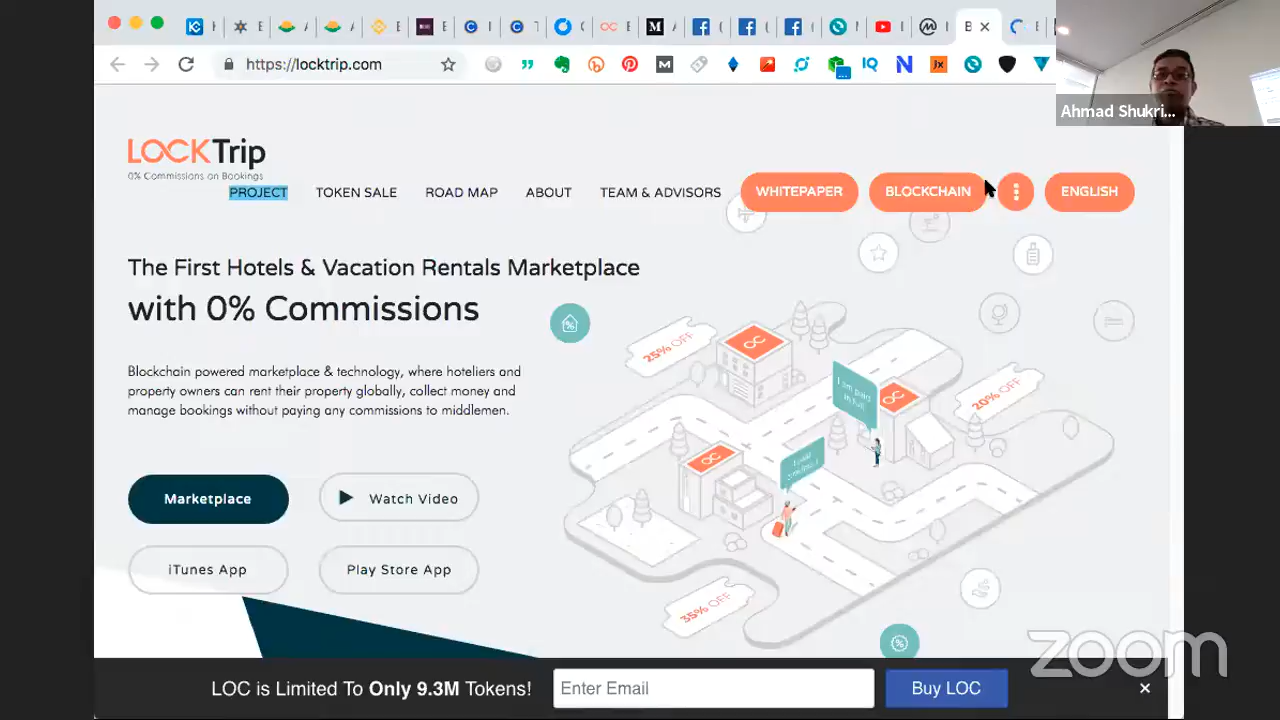 https://locktrip.com
Ahmad Shukri...
LOCKTrip
0% Commissions on Bookings
PROJECT TOKEN SALE ROAD MAP ABOUT TEAM & ADVISORS WHITEPAPER BLOCKCHAIN ENGLISH
The First Hotels & Vacation Rentals Marketplace
with 0% Commissions
Blockchain powered marketplace & technology, where hoteliers and
property owners can rent their property globally, collect money and
manage bookings without paying any commissions to middlemen.
25% OFF
I am paid
in full
20% OFF
Marketplace
Watch Video
iTunes App
Play Store App
35% OFF
zoom
LOC is Limited To Only 9.3M Tokens!
Enter Email
Buy LOC